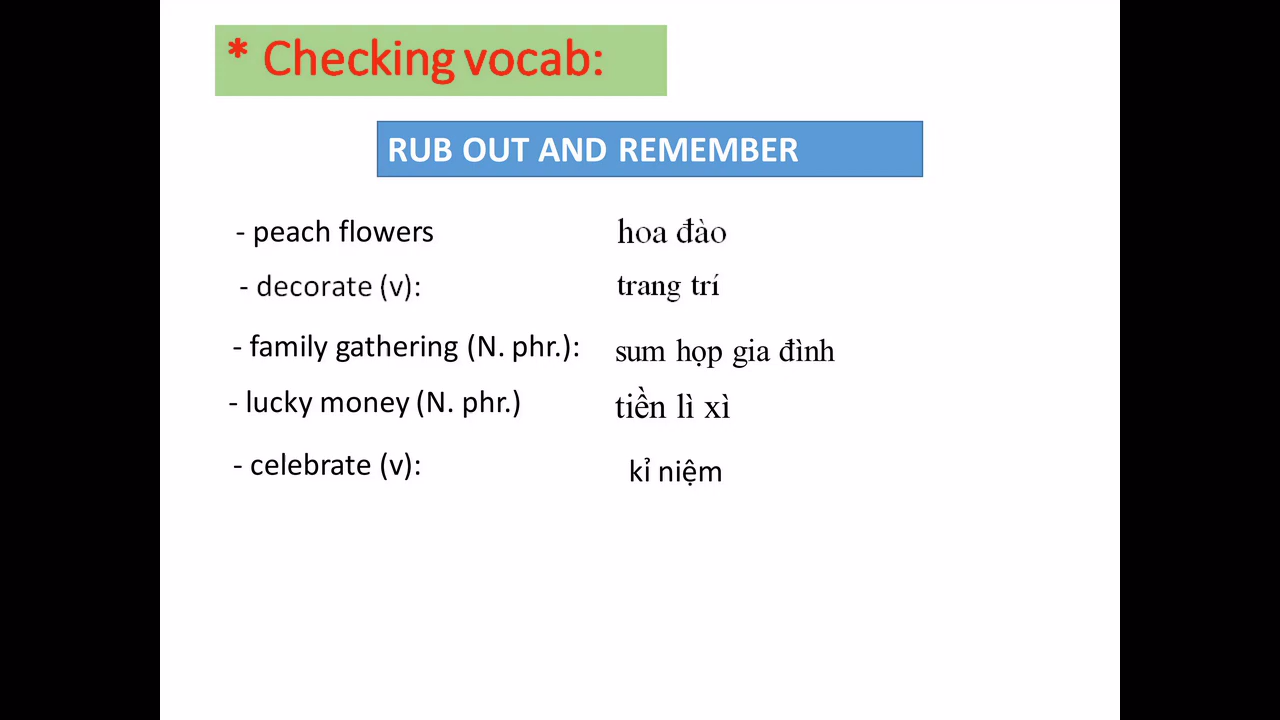 * Checking vocab:
RUB OUT AND REMEMBER
- peach flowers hoa đào
- decorate (v): trang trí
- family gathering (N. phr.): sum họp gia đình
- lucky money (N. phr.) tiền lì xì
- celebrate (v): kỉ niệm